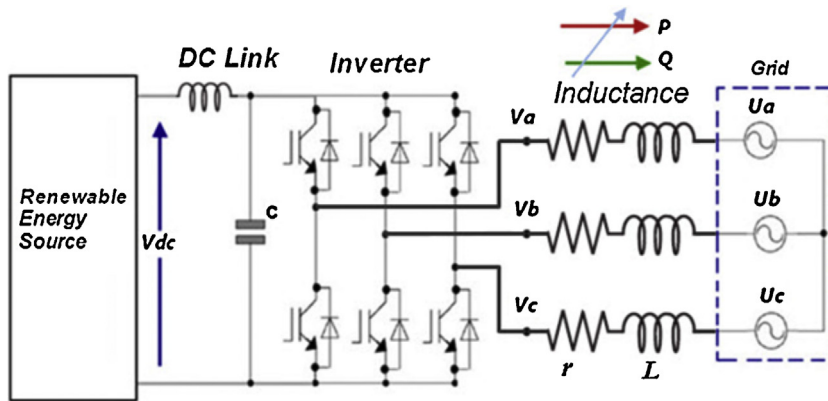 DC Link
Inverter
P
Q
Inductance
Grid
Va
Ua
Renewable
Energy
Source
Vdc
C
Vb
Ub
Vc
Uc
r
L